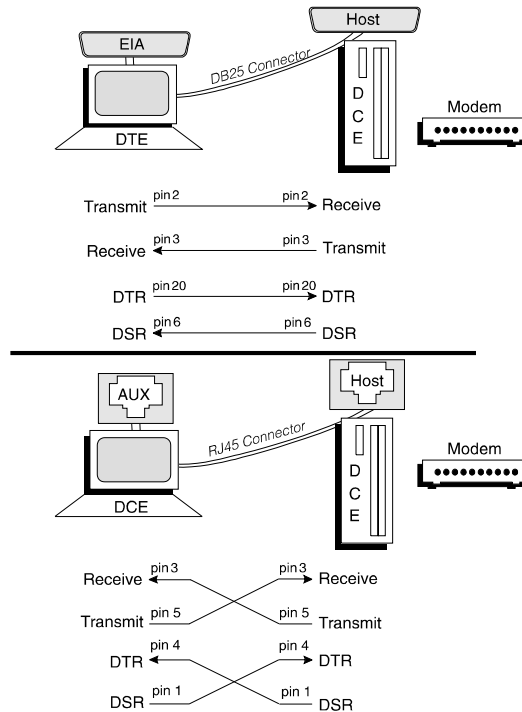 EIA
Host
DB25 Connector
D
C
E
Modem
DTE
Transmit pin 2 pin 2 Receive
Receive pin 3 pin 3 Transmit
DTR pin 20 pin 20 DTR
DSR pin 6 pin 6 DSR
AUX
Host
RJ45 Connector
D
C
E
Modem
DCE
Receive pin 3 pin 3 Receive
Transmit pin 5 pin 5 Transmit
DTR pin 4 pin 4 DTR
DSR pin 1 pin 1 DSR